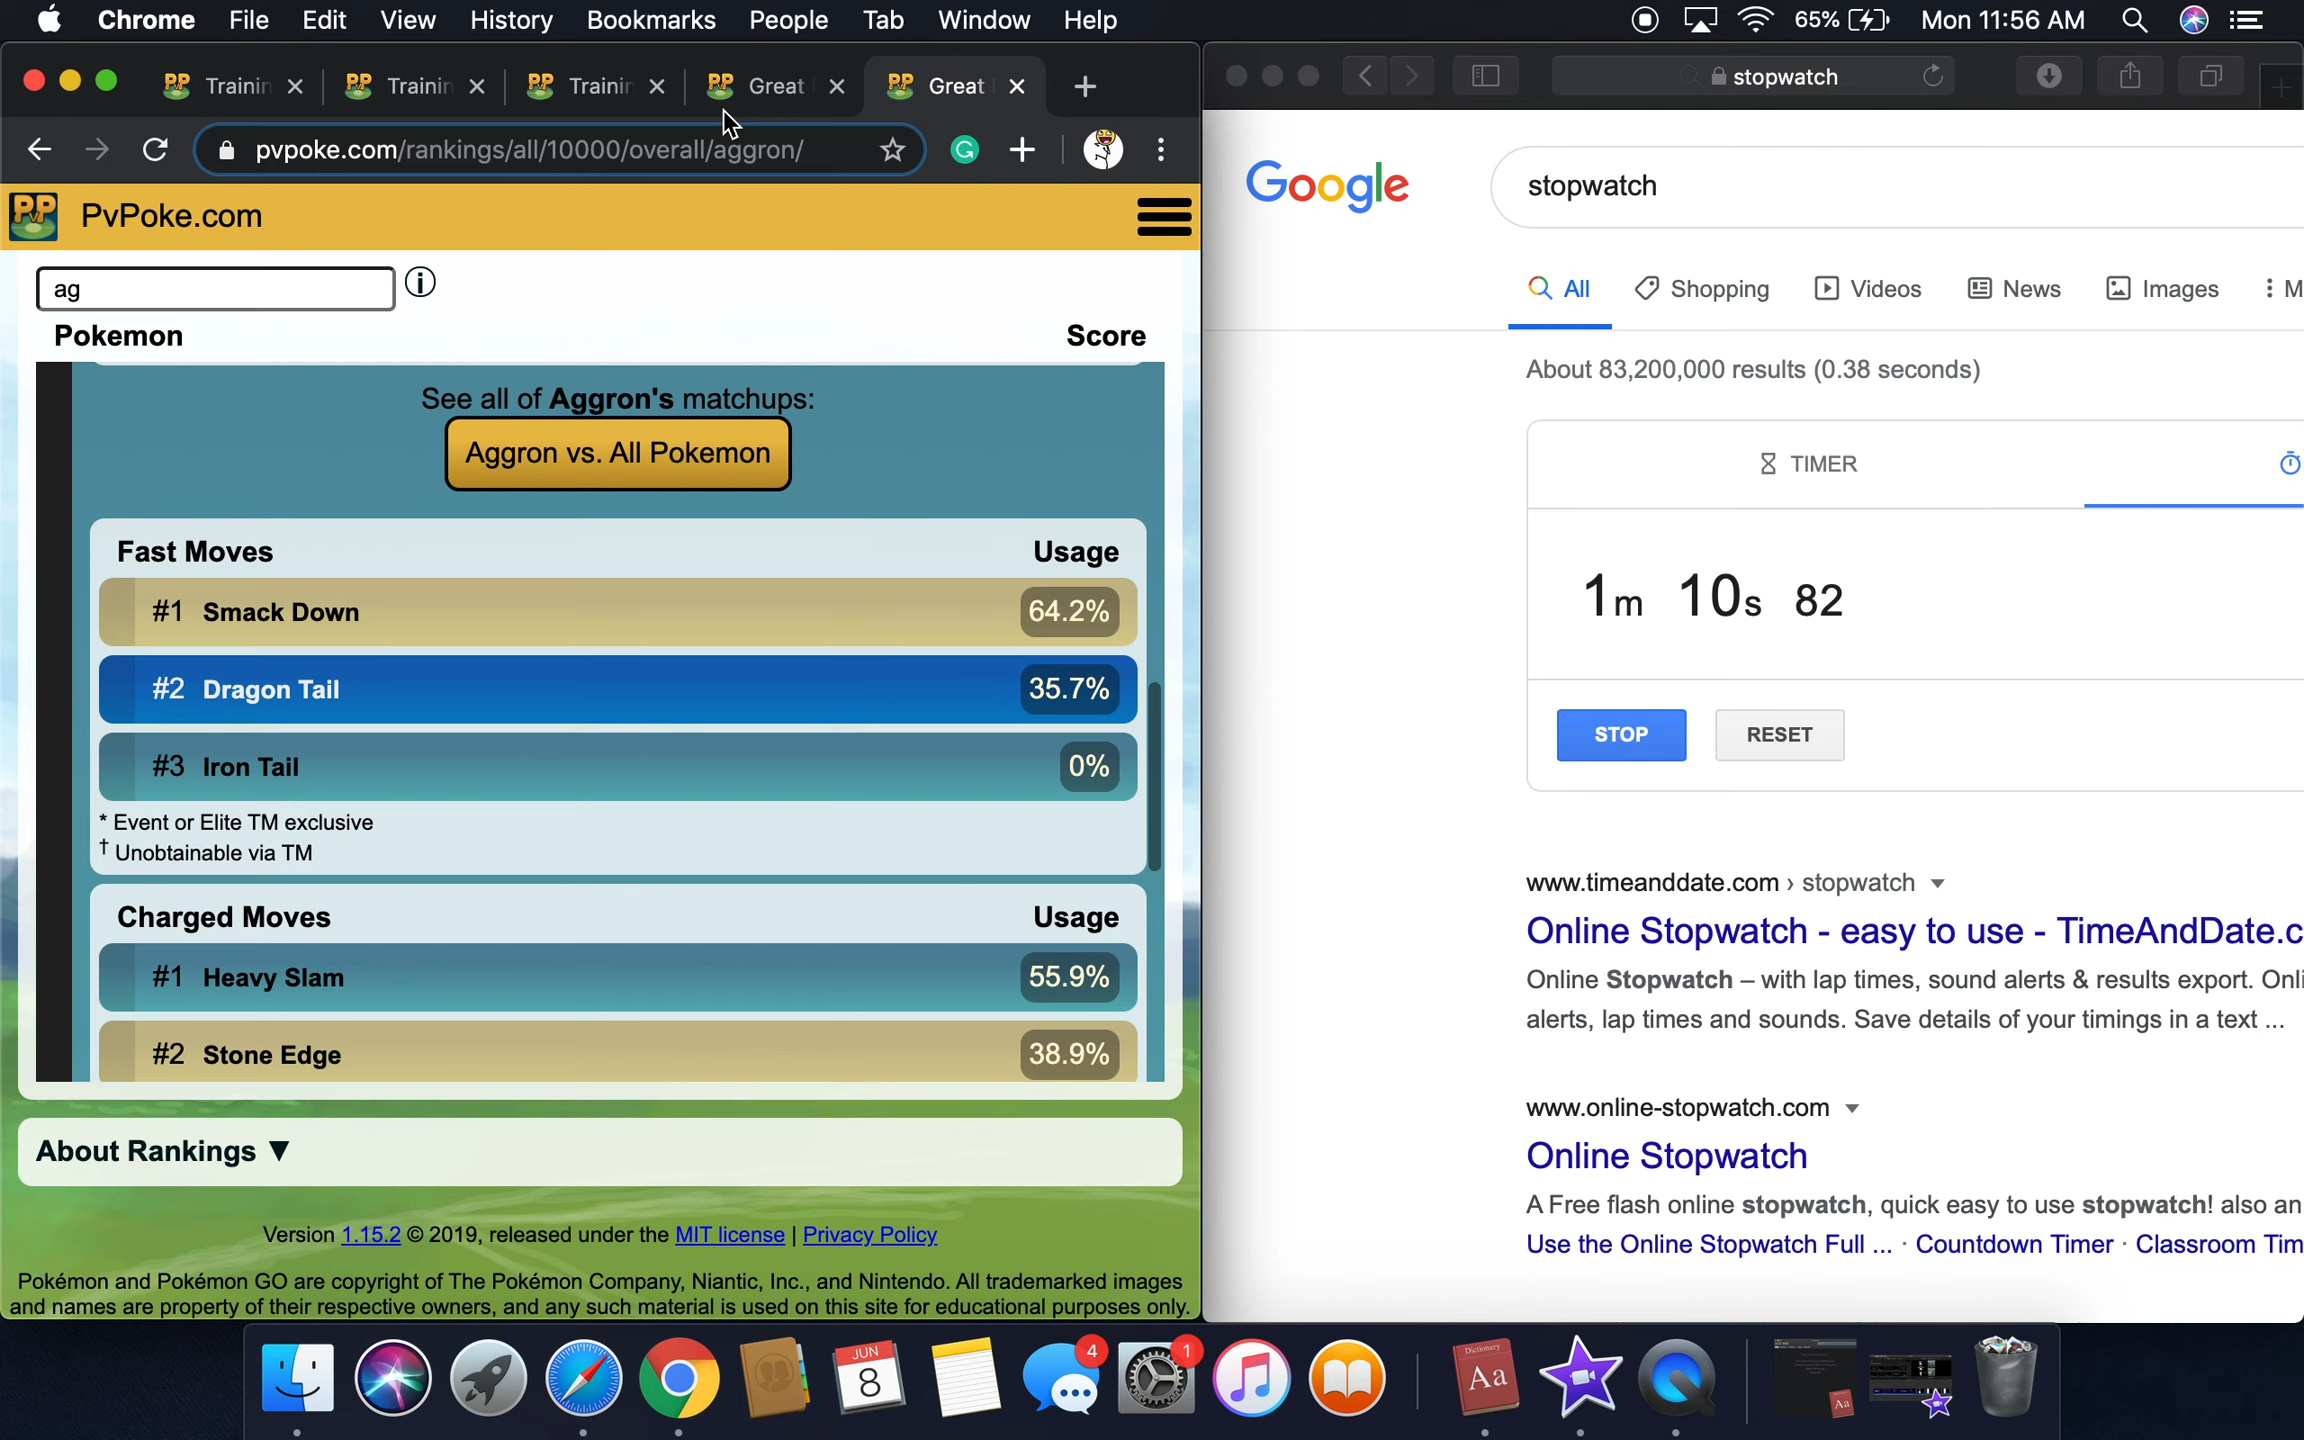 Chrome File Edit View History Bookmarks People Tab Window Help 65% Mon 11:56 AM
PP Trainin PP Trainin PP Trainin PP Great PP Great
pvpoke.com/rankings/all/10000/overall/aggron/
stopwatch
PvP PvPoke.com
ag
Pokemon Score
See all of Aggron's matchups:
Aggron vs. All Pokemon
Fast Moves Usage
#1 Smack Down 64.2%
#2 Dragon Tail 35.7%
#3 Iron Tail 0%
* Event or Elite TM exclusive
† Unobtainable via TM
Charged Moves Usage
#1 Heavy Slam 55.9%
#2 Stone Edge 38.9%
About Rankings ▼
Version 1.15.2 © 2019, released under the MIT license | Privacy Policy
Pokémon and Pokémon GO are copyright of The Pokémon Company, Niantic, Inc., and Nintendo. All trademarked images
and names are property of their respective owners, and any such material is used on this site for educational purposes only.
Google stopwatch
All Shopping Videos News Images M
About 83,200,000 results (0.38 seconds)
TIMER
1m 10s 82
STOP RESET
www.timeanddate.com › stopwatch
Online Stopwatch - easy to use - TimeAndDate.c
Online Stopwatch – with lap times, sound alerts & results export. Onli
alerts, lap times and sounds. Save details of your timings in a text ...
www.online-stopwatch.com
Online Stopwatch
A Free flash online stopwatch, quick easy to use stopwatch! also an
Use the Online Stopwatch Full ... · Countdown Timer · Classroom Tim
JUN
8
4
1
Dictionary
Aa
Aa